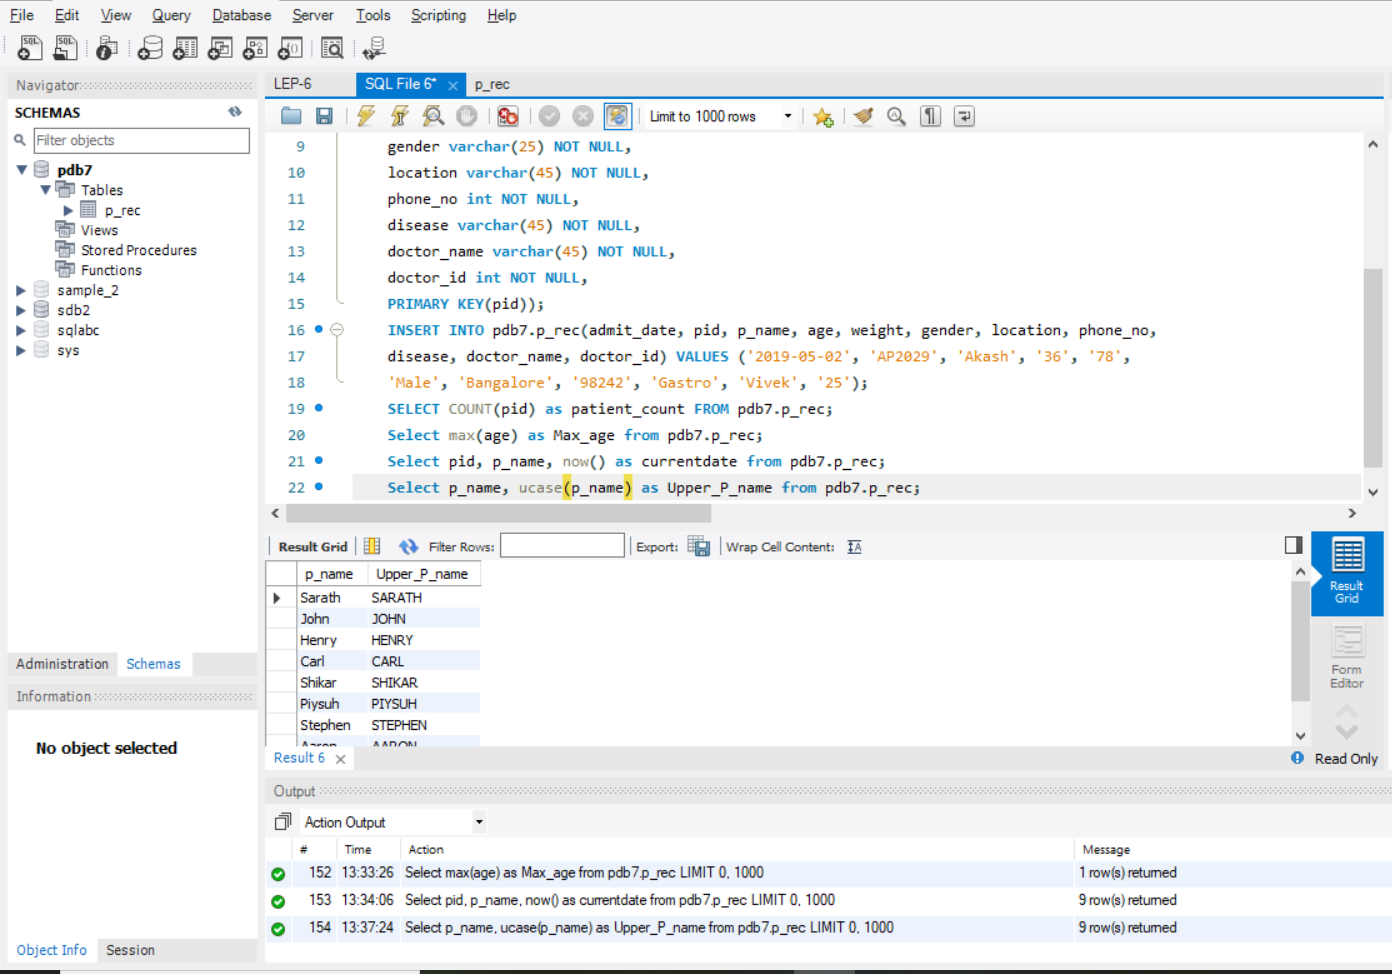 File Edit View Query Database Server Tools Scripting Help
SQL SQL
Navigator
LEP-6 SQL File 6* p_rec
SCHEMAS
Limit to 1000 rows
Filter objects
pdb7
Tables
p_rec
Views
Stored Procedures
Functions
sample_2
sdb2
sqlabc
sys
9 gender varchar(25) NOT NULL,
10 location varchar(45) NOT NULL,
11 phone_no int NOT NULL,
12 disease varchar(45) NOT NULL,
13 doctor_name varchar(45) NOT NULL,
14 doctor_id int NOT NULL,
15 PRIMARY KEY(pid));
16 INSERT INTO pdb7.p_rec(admit_date, pid, p_name, age, weight, gender, location, phone_no,
17 disease, doctor_name, doctor_id) VALUES ('2019-05-02', 'AP2029', 'Akash', '36', '78',
18 'Male', 'Bangalore', '98242', 'Gastro', 'Vivek', '25');
19 SELECT COUNT(pid) as patient_count FROM pdb7.p_rec;
20 Select max(age) as Max_age from pdb7.p_rec;
21 Select pid, p_name, now() as currentdate from pdb7.p_rec;
22 Select p_name, ucase(p_name) as Upper_P_name from pdb7.p_rec;
Result Grid Filter Rows: Export: Wrap Cell Content:
p_name Upper_P_name
Sarath SARATH
John JOHN
Henry HENRY
Carl CARL
Shikar SHIKAR
Piysuh PIYSUH
Stephen STEPHEN
Aaron AARON
Result
Grid
Form
Editor
Administration Schemas
Information
No object selected
Result 6 Read Only
Output
Action Output
# Time Action Message
152 13:33:26 Select max(age) as Max_age from pdb7.p_rec LIMIT 0, 1000 1 row(s) returned
153 13:34:06 Select pid, p_name, now() as currentdate from pdb7.p_rec LIMIT 0, 1000 9 row(s) returned
154 13:37:24 Select p_name, ucase(p_name) as Upper_P_name from pdb7.p_rec LIMIT 0, 1000 9 row(s) returned
Object Info Session